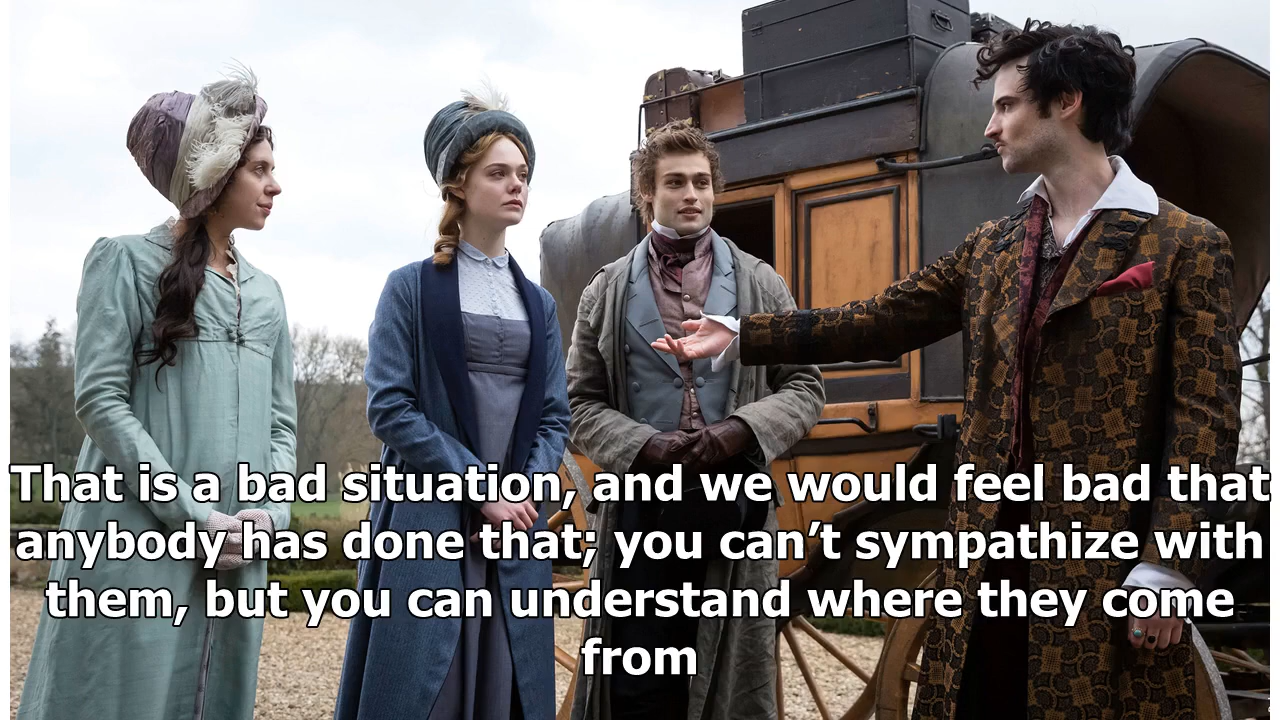 That is a bad situation, and we would feel bad that
anybody has done that; you can’t sympathize with
them, but you can understand where they come
from